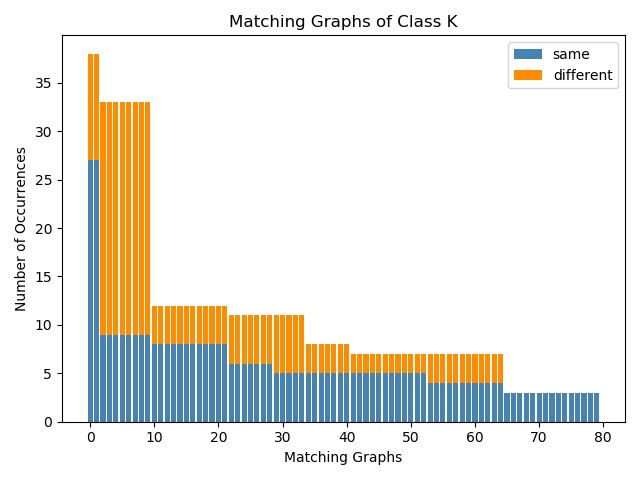 Matching Graphs of Class K
same
different
Number of Occurrences
35
30
25
20
15
10
5
0
0 10 20 30 40 50 60 70 80
Matching Graphs